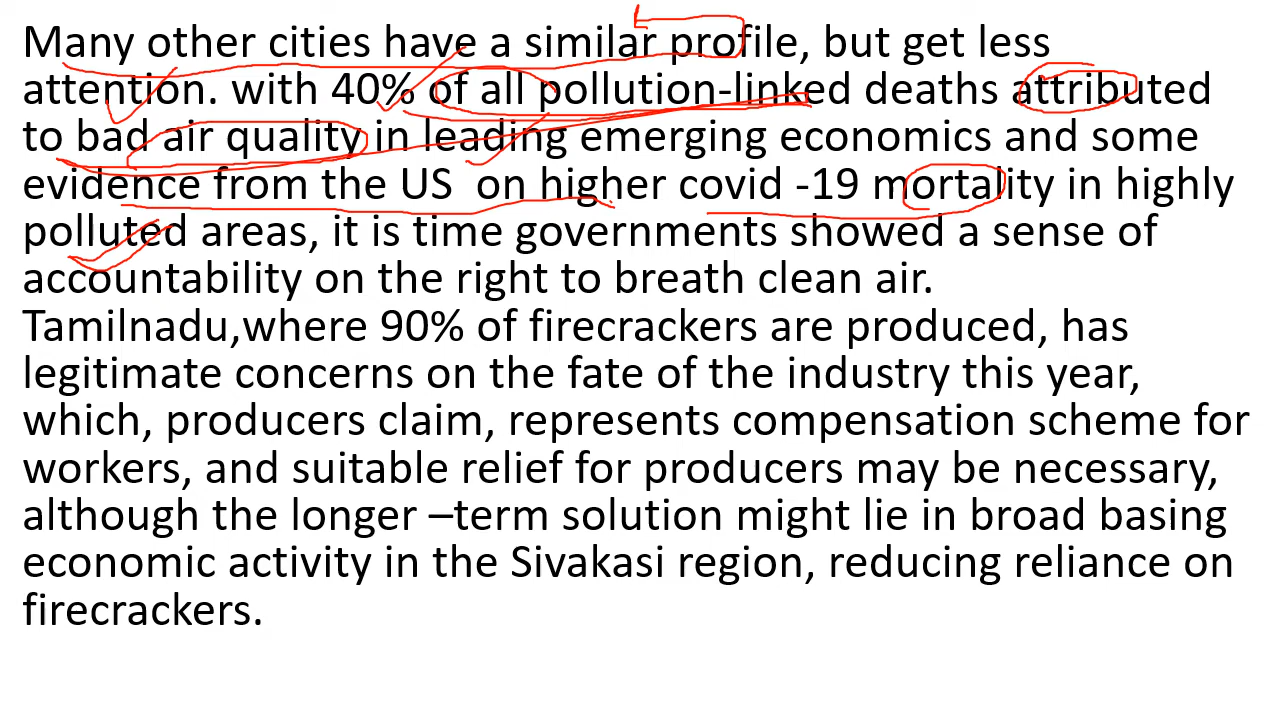 Many other cities have a similar profile, but get less
attention. with 40% of all pollution-linked deaths attributed
to bad air quality in leading emerging economics and some
evidence from the US on higher covid -19 mortality in highly
polluted areas, it is time governments showed a sense of
accountability on the right to breath clean air.
Tamilnadu,where 90% of firecrackers are produced, has
legitimate concerns on the fate of the industry this year,
which, producers claim, represents compensation scheme for
workers, and suitable relief for producers may be necessary,
although the longer –term solution might lie in broad basing
economic activity in the Sivakasi region, reducing reliance on
firecrackers.